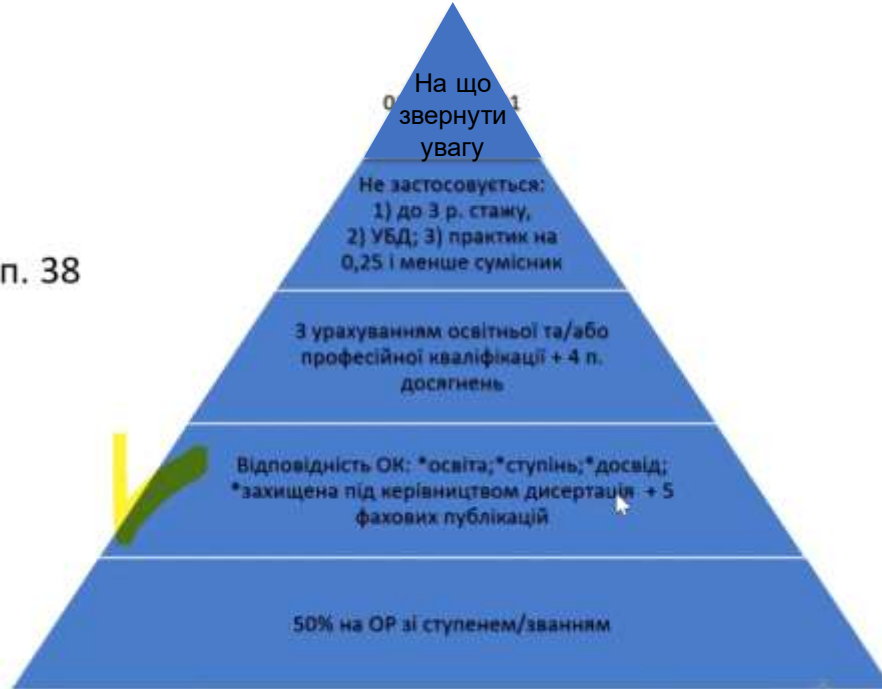 На що
звернути
увагу
Не застосовується:
1) до 3 р. стажу,
2) УБД; 3) практик на
0,25 і менше сумісник
п. 38
З урахуванням освітньої та/або
професійної кваліфікації + 4 п.
досягнень
Відповідність ОК: *освіта;*ступінь;*досвід;
*захищена під керівництвом дисертація + 5
фахових публікацій
50% на ОР зі ступенем/званням